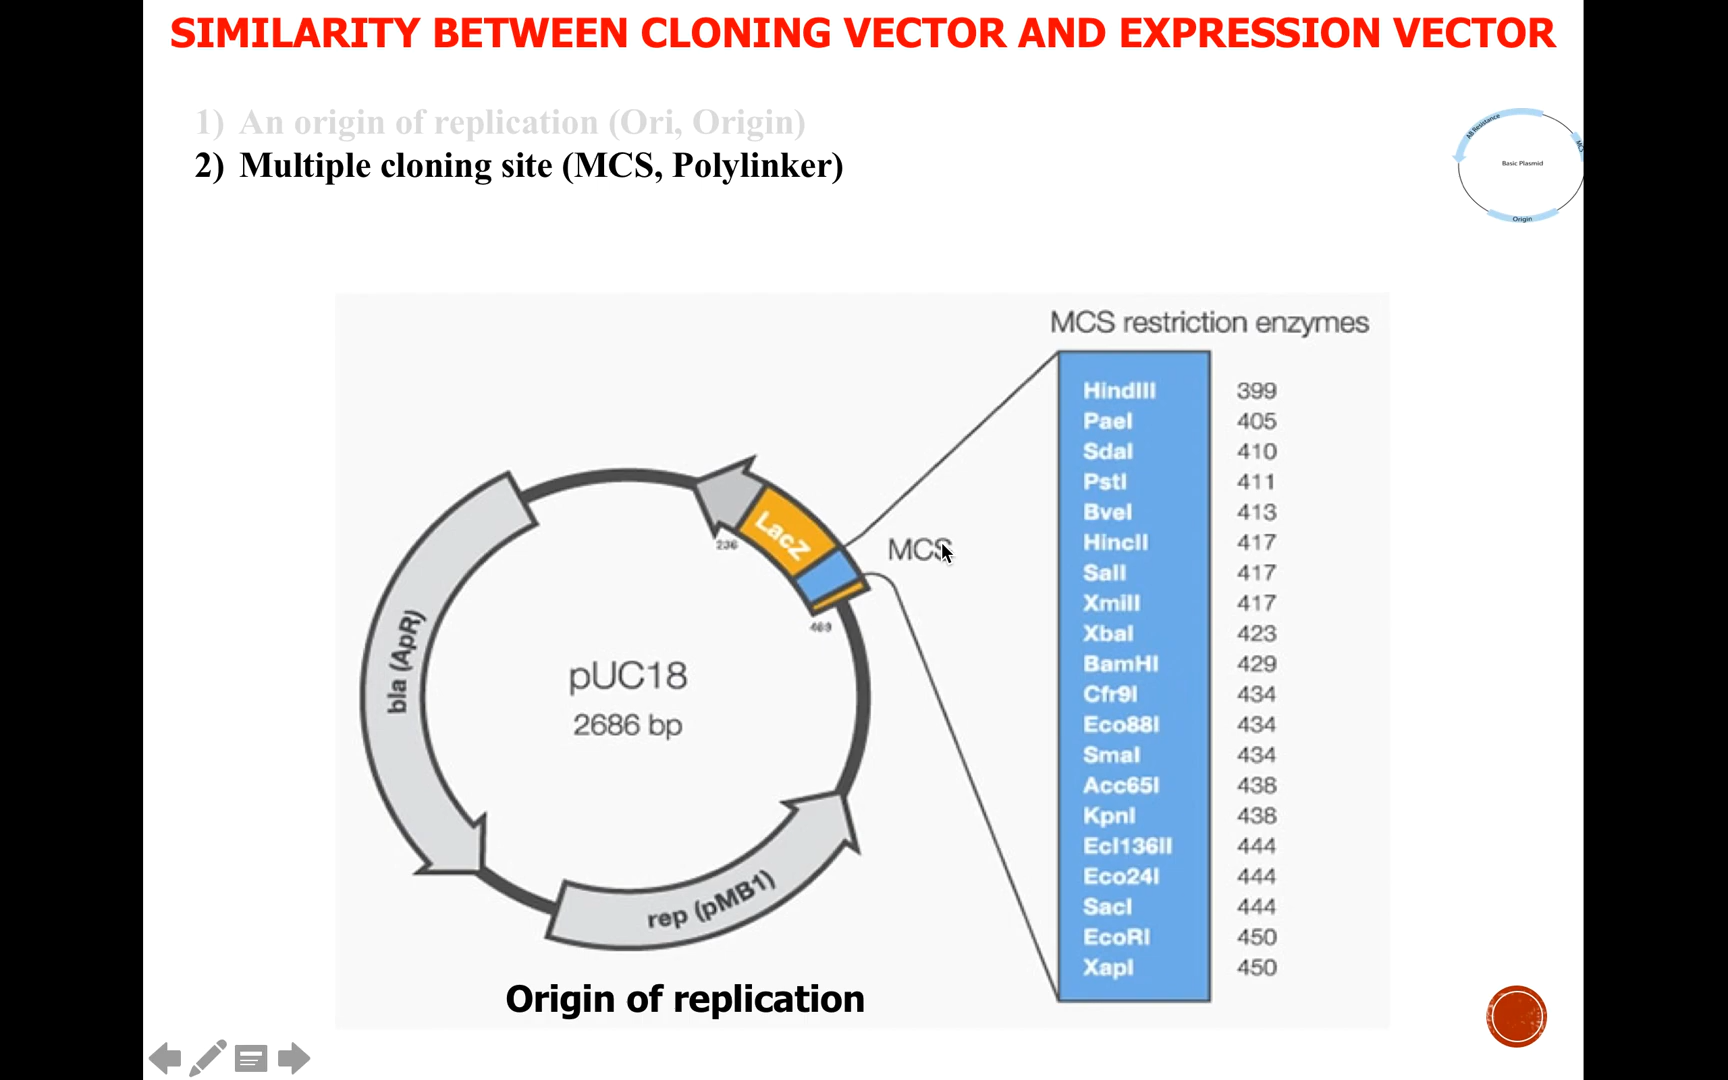 SIMILARITY BETWEEN CLONING VECTOR AND EXPRESSION VECTOR
1) An origin of replication (Ori, Origin)
2) Multiple cloning site (MCS, Polylinker)
AB Resistance
MCS
Basic Plasmid
Origin
MCS restriction enzymes
HindIII 399
PaeI 405
SdaI 410
PstI 411
BveI 413
HincII 417
SalI 417
XmiII 417
XbaI 423
BamHI 429
Cfr9I 434
Eco88I 434
SmaI 434
Acc65I 438
KpnI 438
Ecl136II 444
Eco24I 444
SacI 444
EcoRI 450
XapI 450
LacZ
236
MCS
469
bla (ApR)
pUC18
2686 bp
rep (pMB1)
Origin of replication